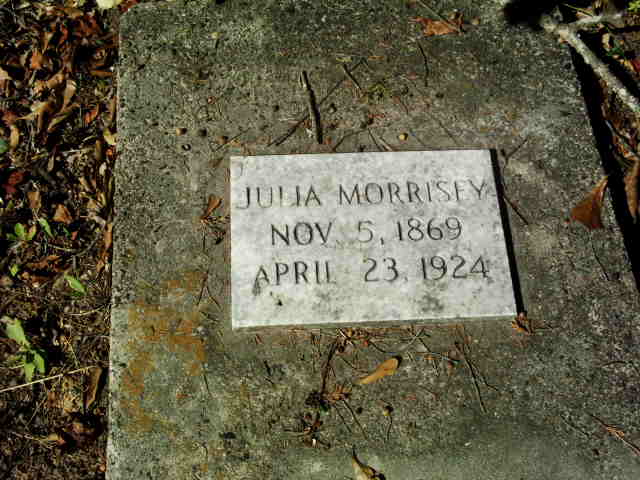 JULIA MORRISEY
NOV. 5, 1869
APRIL 23, 1924